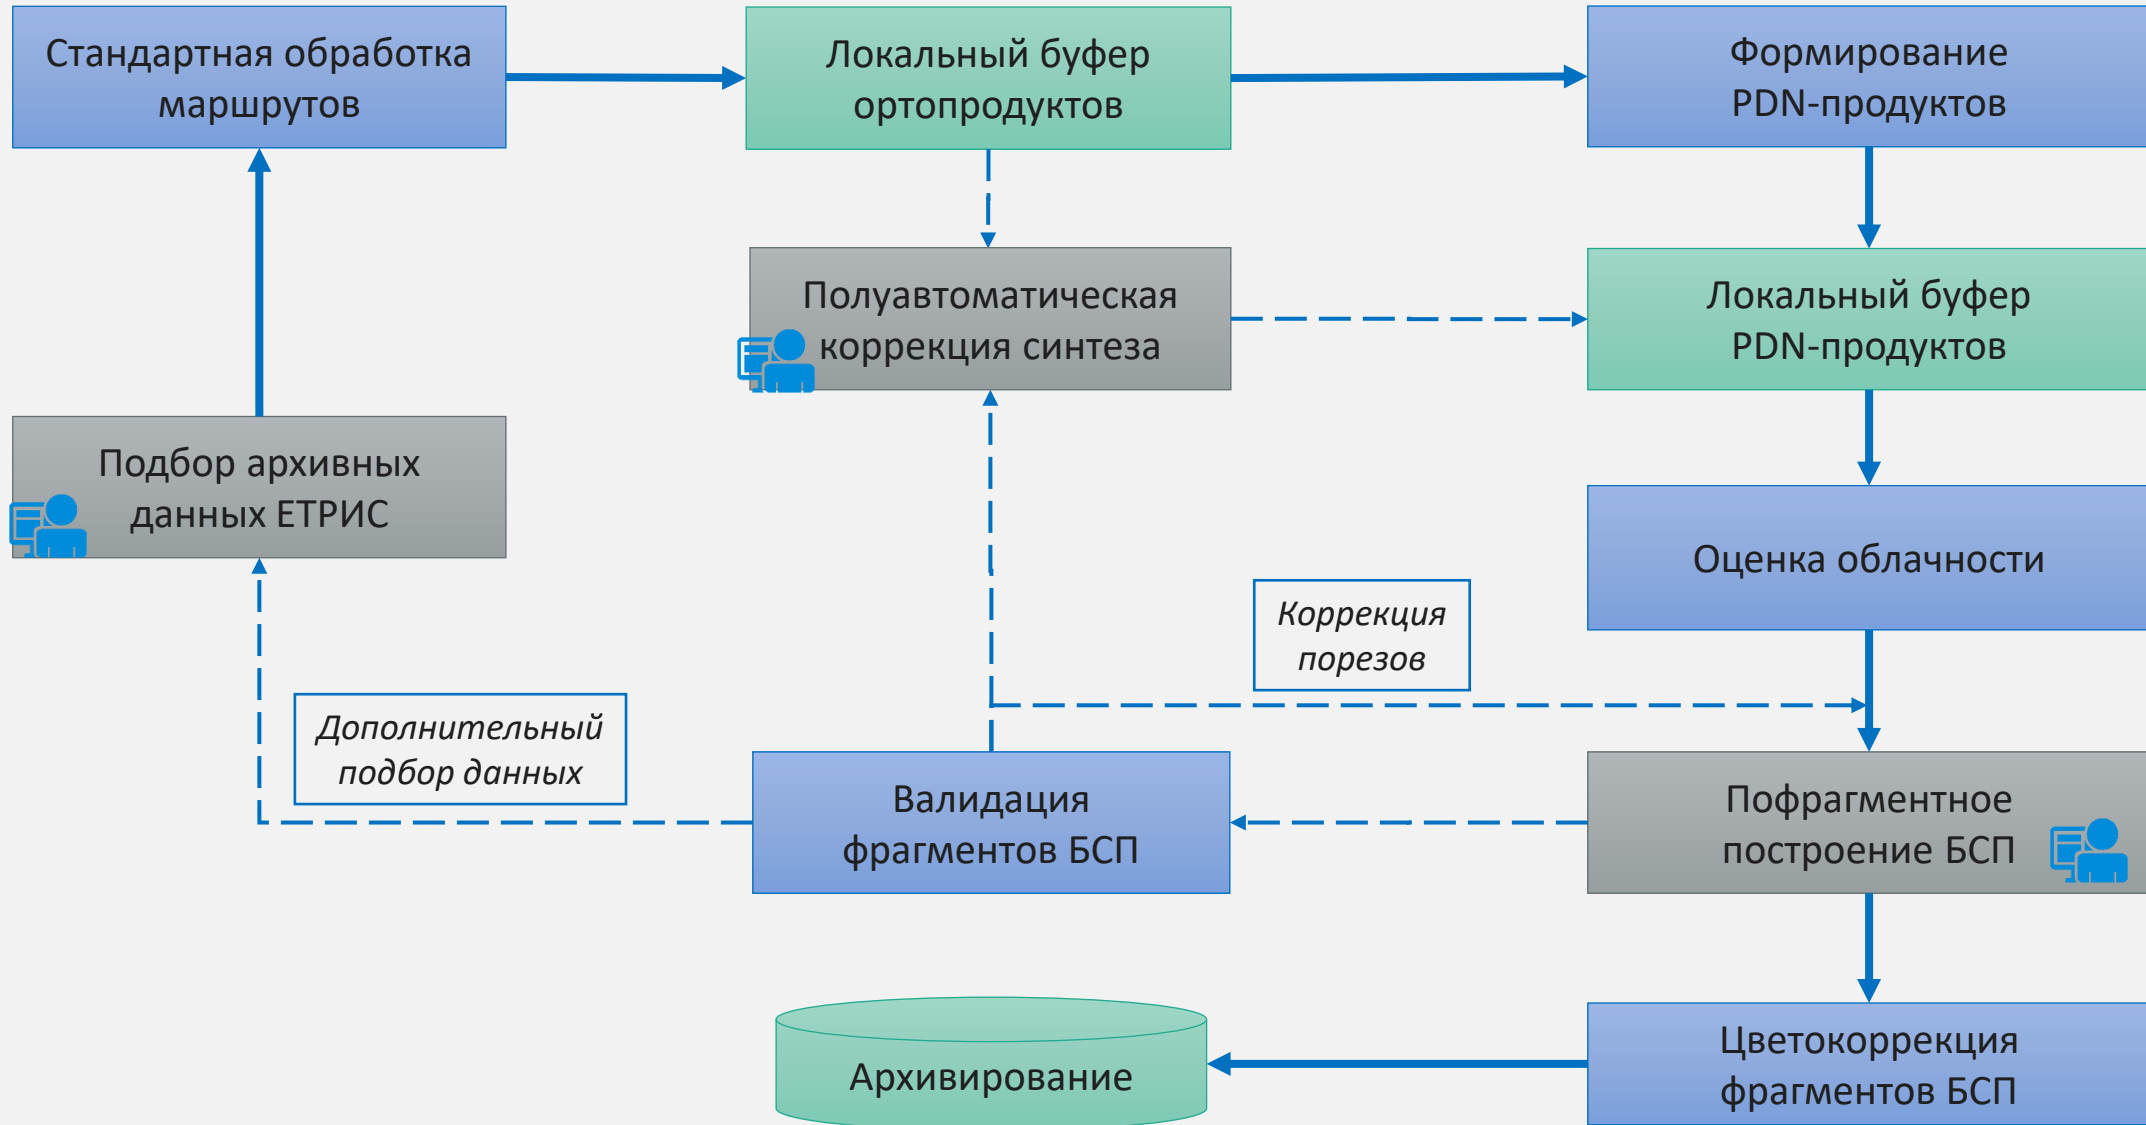 Стандартная обработка
маршрутов
Локальный буфер
ортопродуктов
Формирование
PDN-продуктов
Полуавтоматическая
коррекция синтеза
Локальный буфер
PDN-продуктов
Подбор архивных
данных ЕТРИС
Оценка облачности
Коррекция
порезов
Дополнительный
подбор данных
Валидация
фрагментов БСП
Пофрагментное
построение БСП
Архивирование
Цветокоррекция
фрагментов БСП